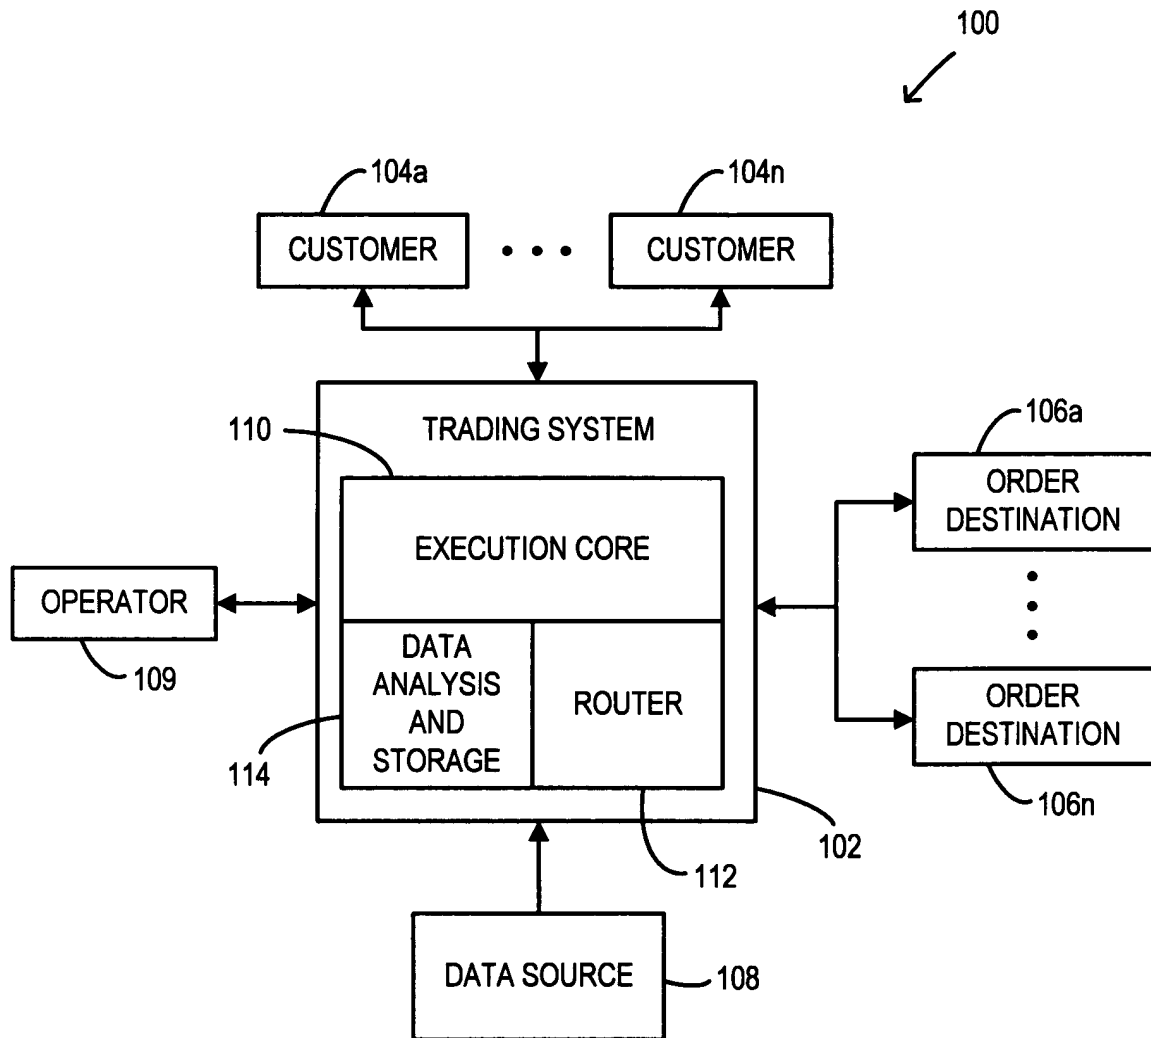 100
104a
104n
CUSTOMER
• • •
CUSTOMER
110
TRADING SYSTEM
106a
ORDER
DESTINATION
EXECUTION CORE
OPERATOR
109
DATA
ANALYSIS
AND
STORAGE
ROUTER
ORDER
DESTINATION
114
106n
102
112
DATA SOURCE
108